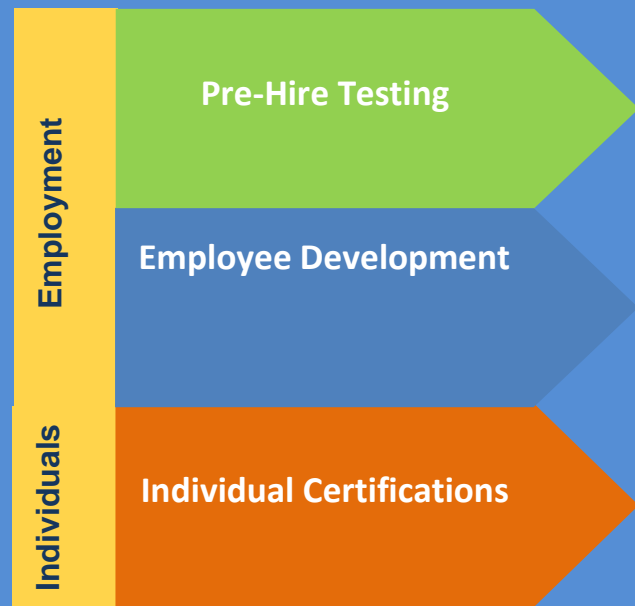 Employment
Pre-Hire Testing
Employee Development
Individuals
Individual Certifications